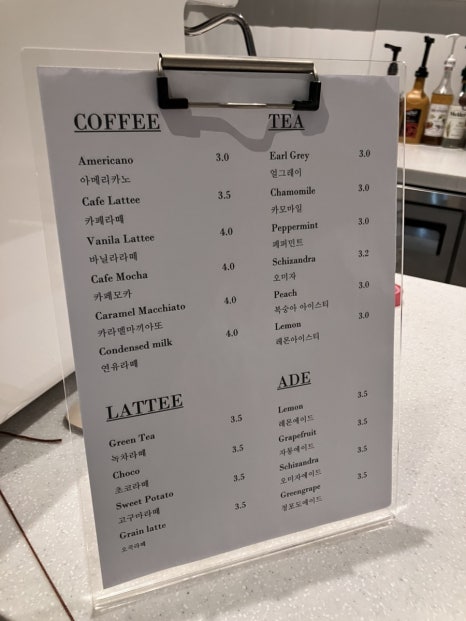 COFFEE
Americano 3.0
아메리카노
Cafe Lattee 3.5
카페라떼
Vanila Lattee 4.0
바닐라라떼
Cafe Mocha 4.0
카페모카
Caramel Macchiato 4.0
카라멜마끼아또
Condensed milk 4.0
연유라떼
LATTEE
Green Tea 3.5
녹차라떼
Choco 3.5
초코라떼
Sweet Potato 3.5
고구마라떼
Grain latte 3.5
오곡라떼
TEA
Earl Grey 3.0
얼그레이
Chamomile 3.0
카모마일
Peppermint 3.0
페퍼민트
Schizandra 3.2
오미자
Peach 3.0
복숭아 아이스티
Lemon 3.0
레몬아이스티
ADE
Lemon 3.5
레몬에이드
Grapefruit 3.5
자몽에이드
Schizandra 3.5
오미자에이드
Greengrape 3.5
청포도에이드